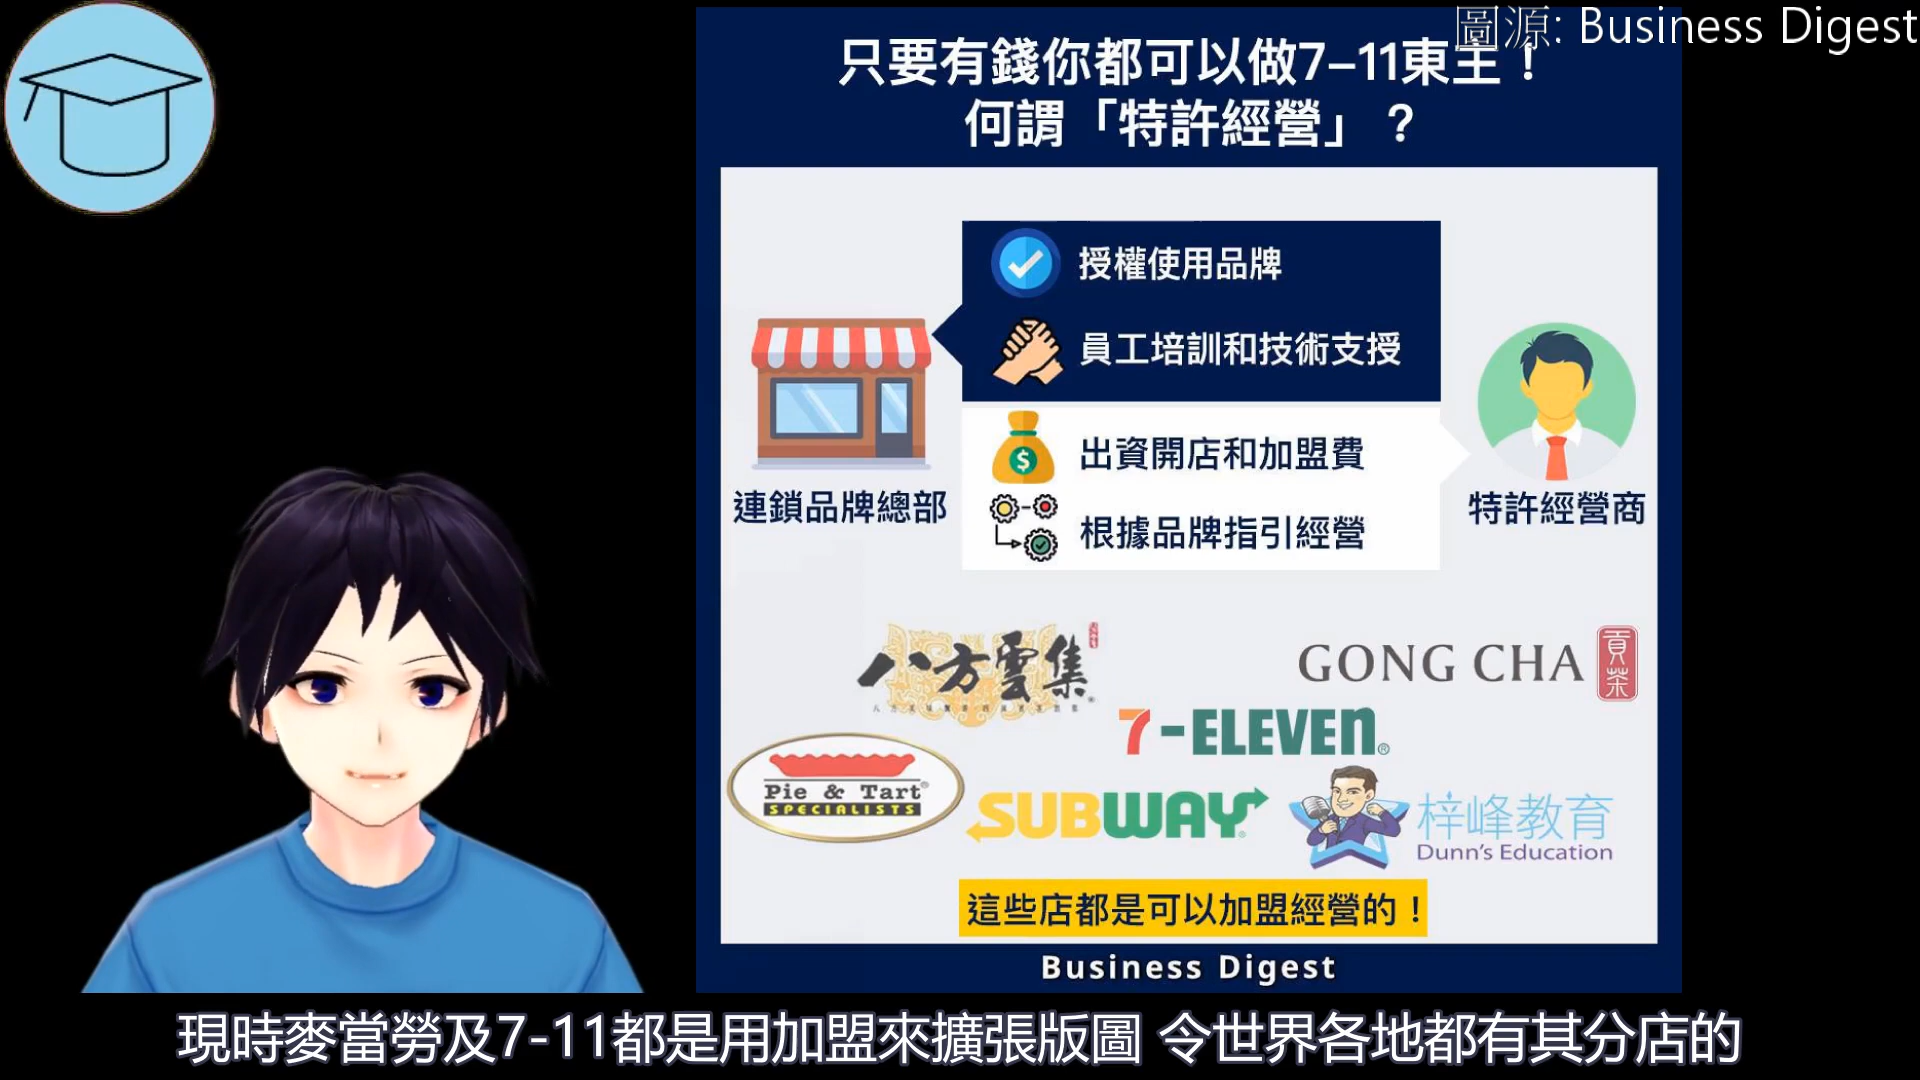 圖源: Business Digest
只要有錢你都可以做7–11東主！
何謂「特許經營」？
授權使用品牌
員工培訓和技術支授
出資開店和加盟費
根據品牌指引經營
連鎖品牌總部
特許經營商
八方雲集
GONG CHA
貢茶
7-ELEVEN®
Pie & Tart®
SPECIALISTS
SUBWAY
梓峰教育
Dunn's Education
這些店都是可以加盟經營的！
Business Digest
現時麥當勞及7-11都是用加盟來擴張版圖 令世界各地都有其分店的